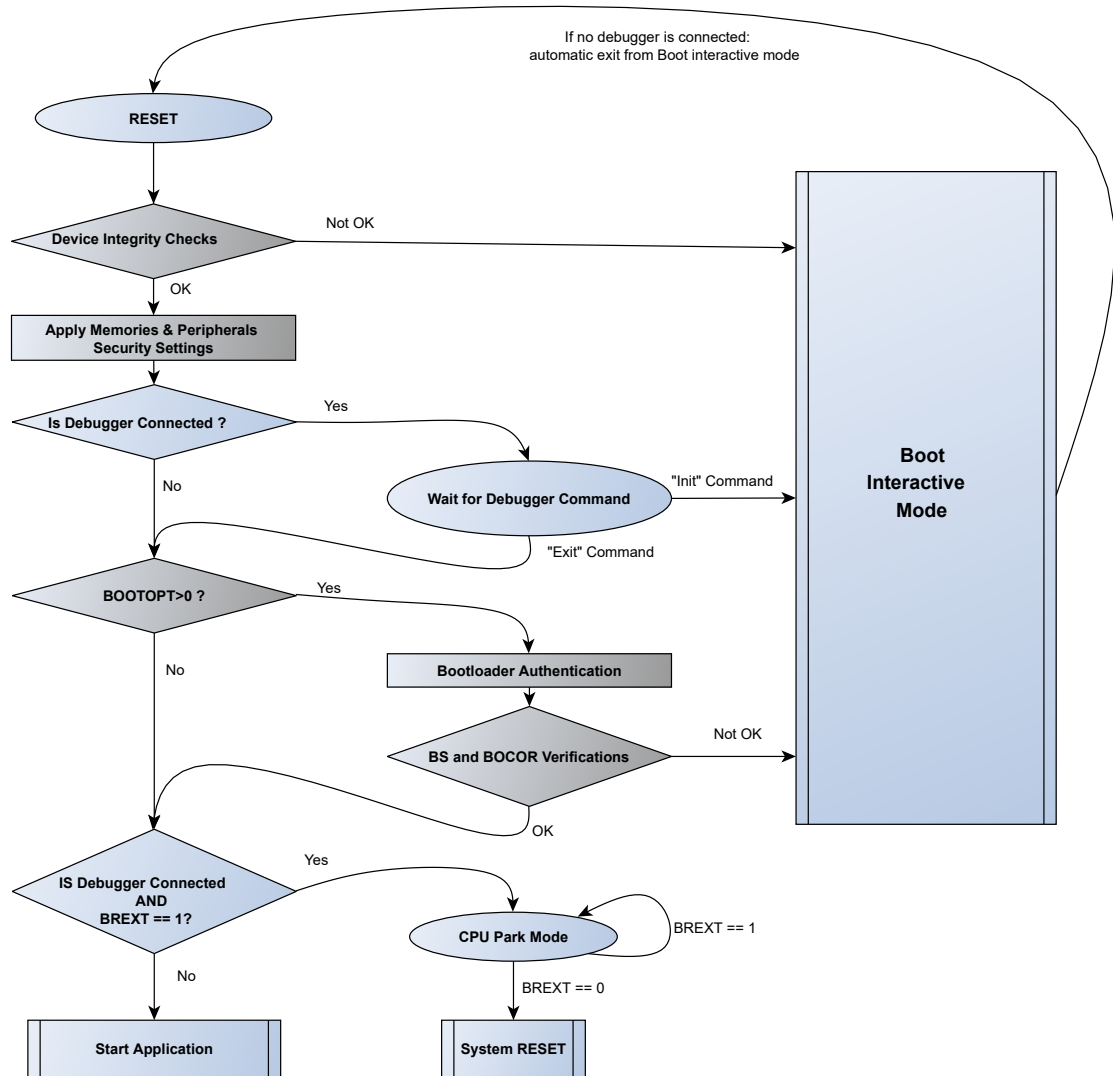 If no debugger is connected:
automatic exit from Boot interactive mode
RESET
Device Integrity Checks
Not OK
OK
Apply Memories & Peripherals
Security Settings
Is Debugger Connected ?
Yes
No
Wait for Debugger Command
"Init" Command
"Exit" Command
Boot
Interactive
Mode
BOOTOPT>0 ?
Yes
No
Bootloader Authentication
BS and BOCOR Verifications
Not OK
OK
IS Debugger Connected
AND
BREXT == 1?
Yes
No
CPU Park Mode
BREXT == 1
BREXT == 0
Start Application
System RESET